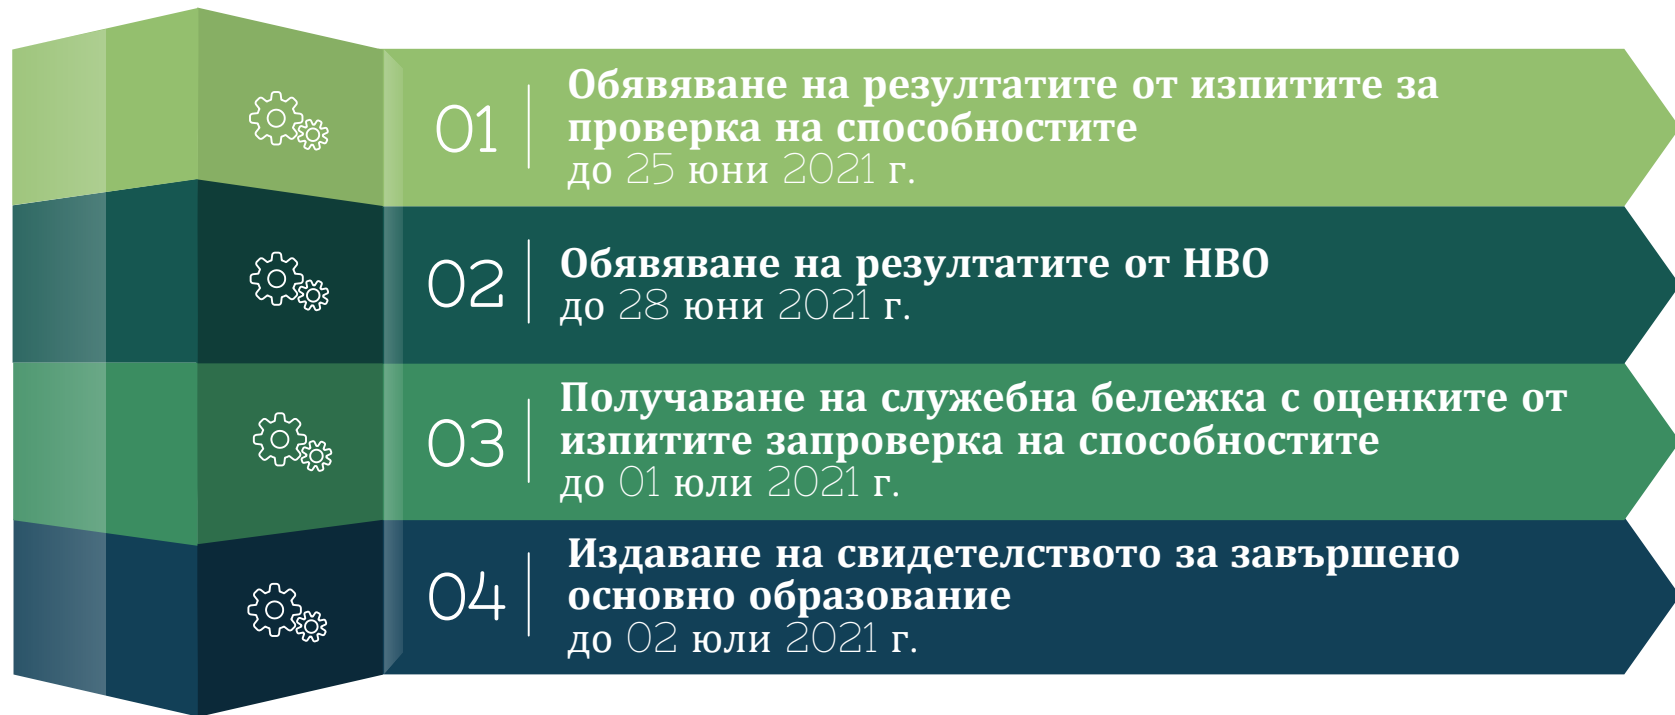 01
Обявяване на резултатите от изпитите за
проверка на способностите
до 25 юни 2021 г.
02
Обявяване на резултатите от НВО
до 28 юни 2021 г.
03
Получаване на служебна бележка с оценките от
изпитите запроверка на способностите
до 01 юли 2021 г.
04
Издаване на свидетелството за завършено
основно образование
до 02 юли 2021 г.